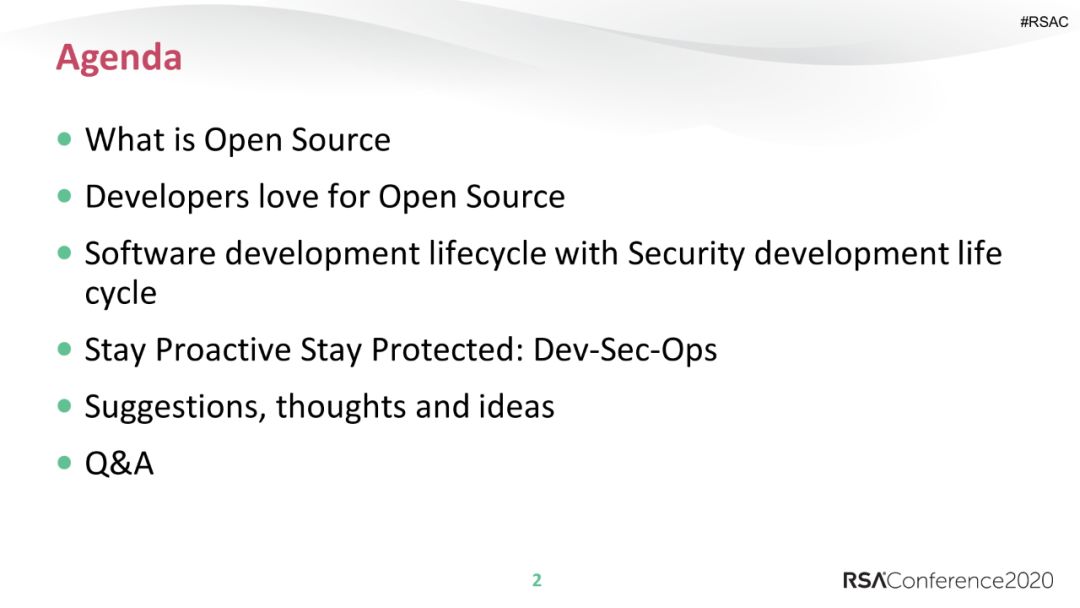 #RSAC
Agenda
What is Open Source
Developers love for Open Source
Software development lifecycle with Security development life
cycle
Stay Proactive Stay Protected: Dev-Sec-Ops
Suggestions, thoughts and ideas
Q&A
2
RSAConference2020